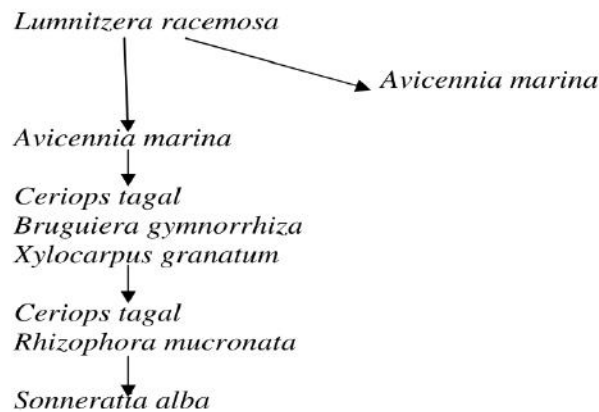 Lumnitzera racemosa
Avicennia marina
Avicennia marina
Ceriops tagal
Bruguiera gymnorrhiza
Xylocarpus granatum
Ceriops tagal
Rhizophora mucronata
Sonneratia alba